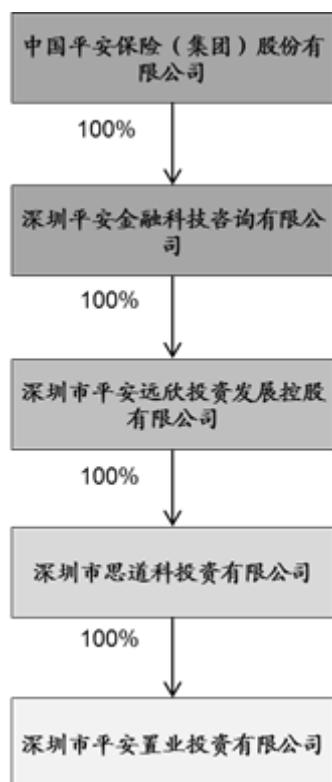 中国平安保险（集团）股份有
限公司
100%
深圳平安金融科技咨询有限公
司
100%
深圳市平安远欣投资发展控股
有限公司
100%
深圳市思道科投资有限公司
100%
深圳市平安置业投资有限公司